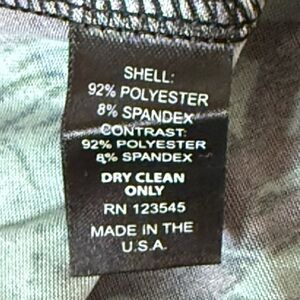 SHELL:
92% POLYESTER
8% SPANDEX
CONTRAST:
92% POLYESTER
8% SPANDEX
DRY CLEAN
ONLY
RN 123545
MADE IN THE
U.S.A.